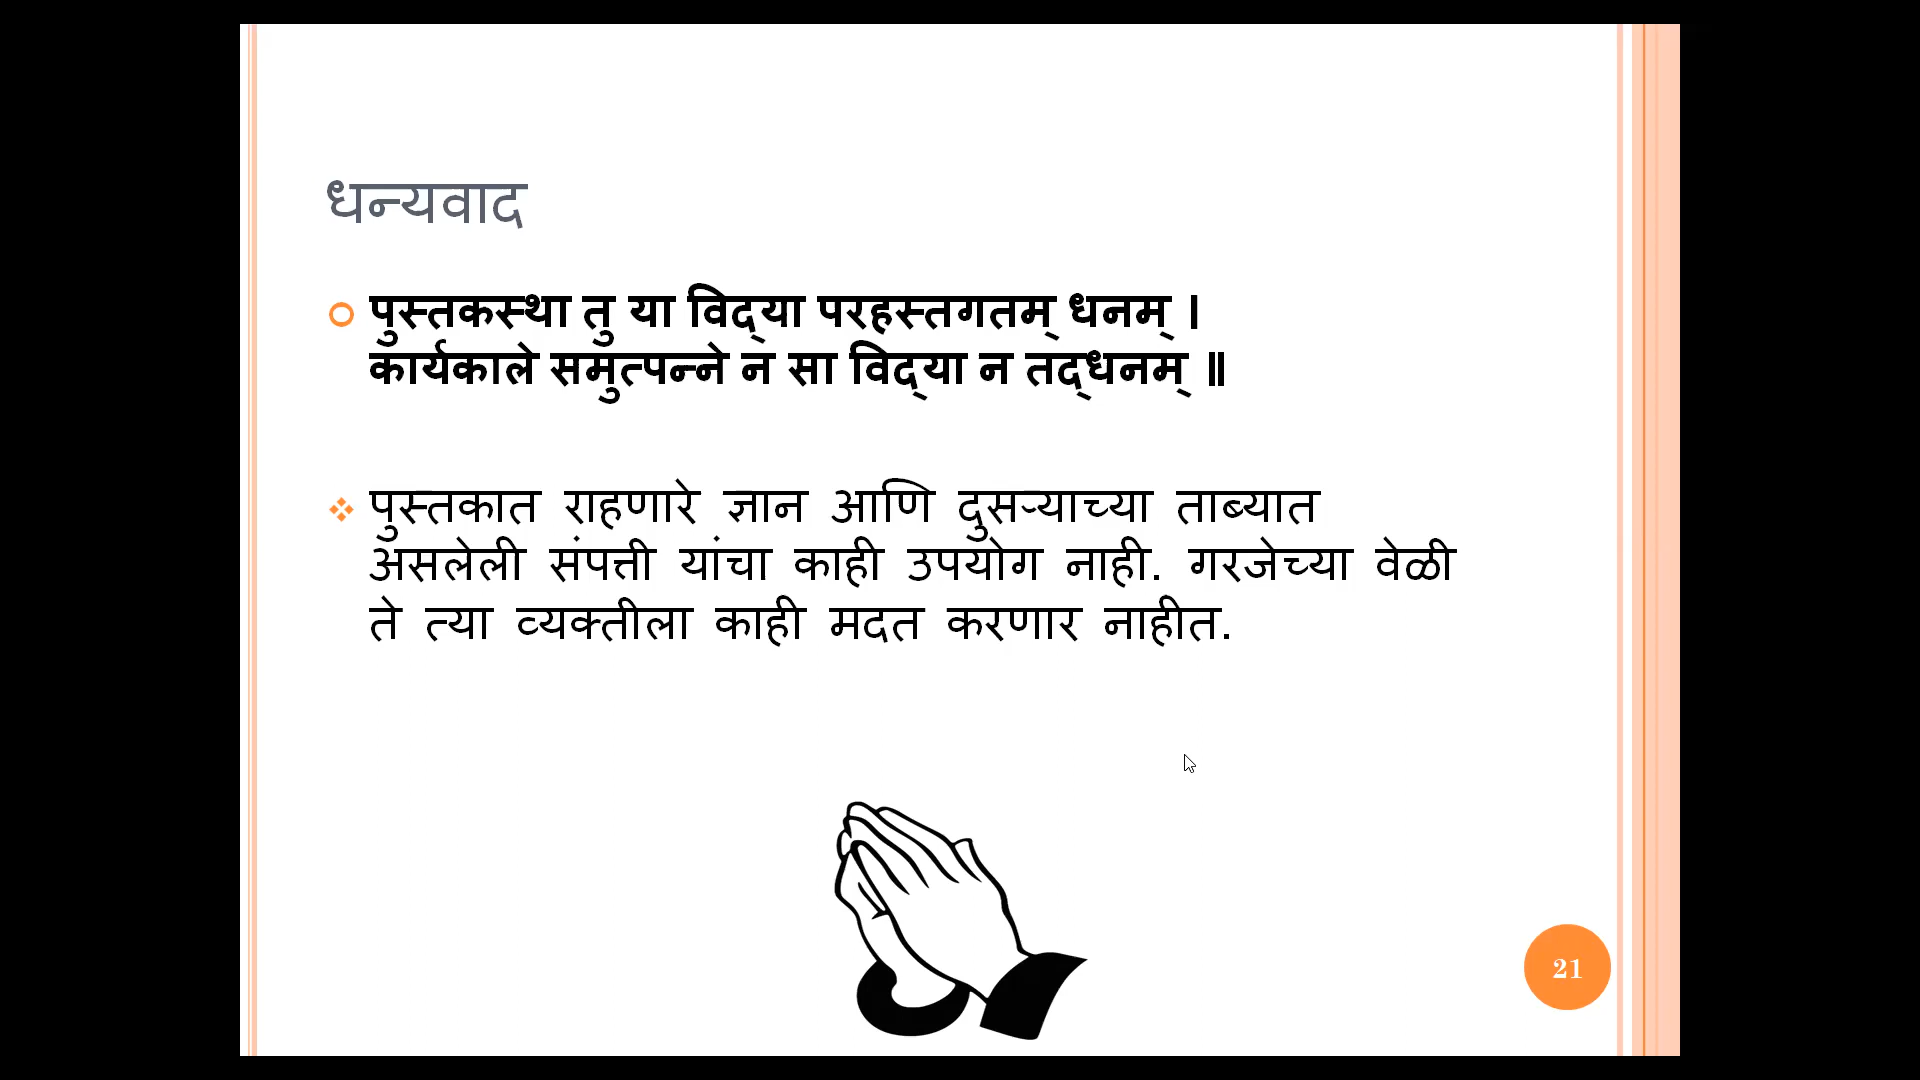 धन्यवाद
पुस्तकस्था तु या विद्‌या परहस्तगतम् धनम् ।
कार्यकाले समुत्पन्ने न सा विद्‌या न तद्‌धनम् ॥
पुस्तकात राहणारे ज्ञान आणि दुसऱ्याच्या ताब्यात
असलेली संपत्ती यांचा काही उपयोग नाही. गरजेच्या वेळी
ते त्या व्यक्तीला काही मदत करणार नाहीत.
21